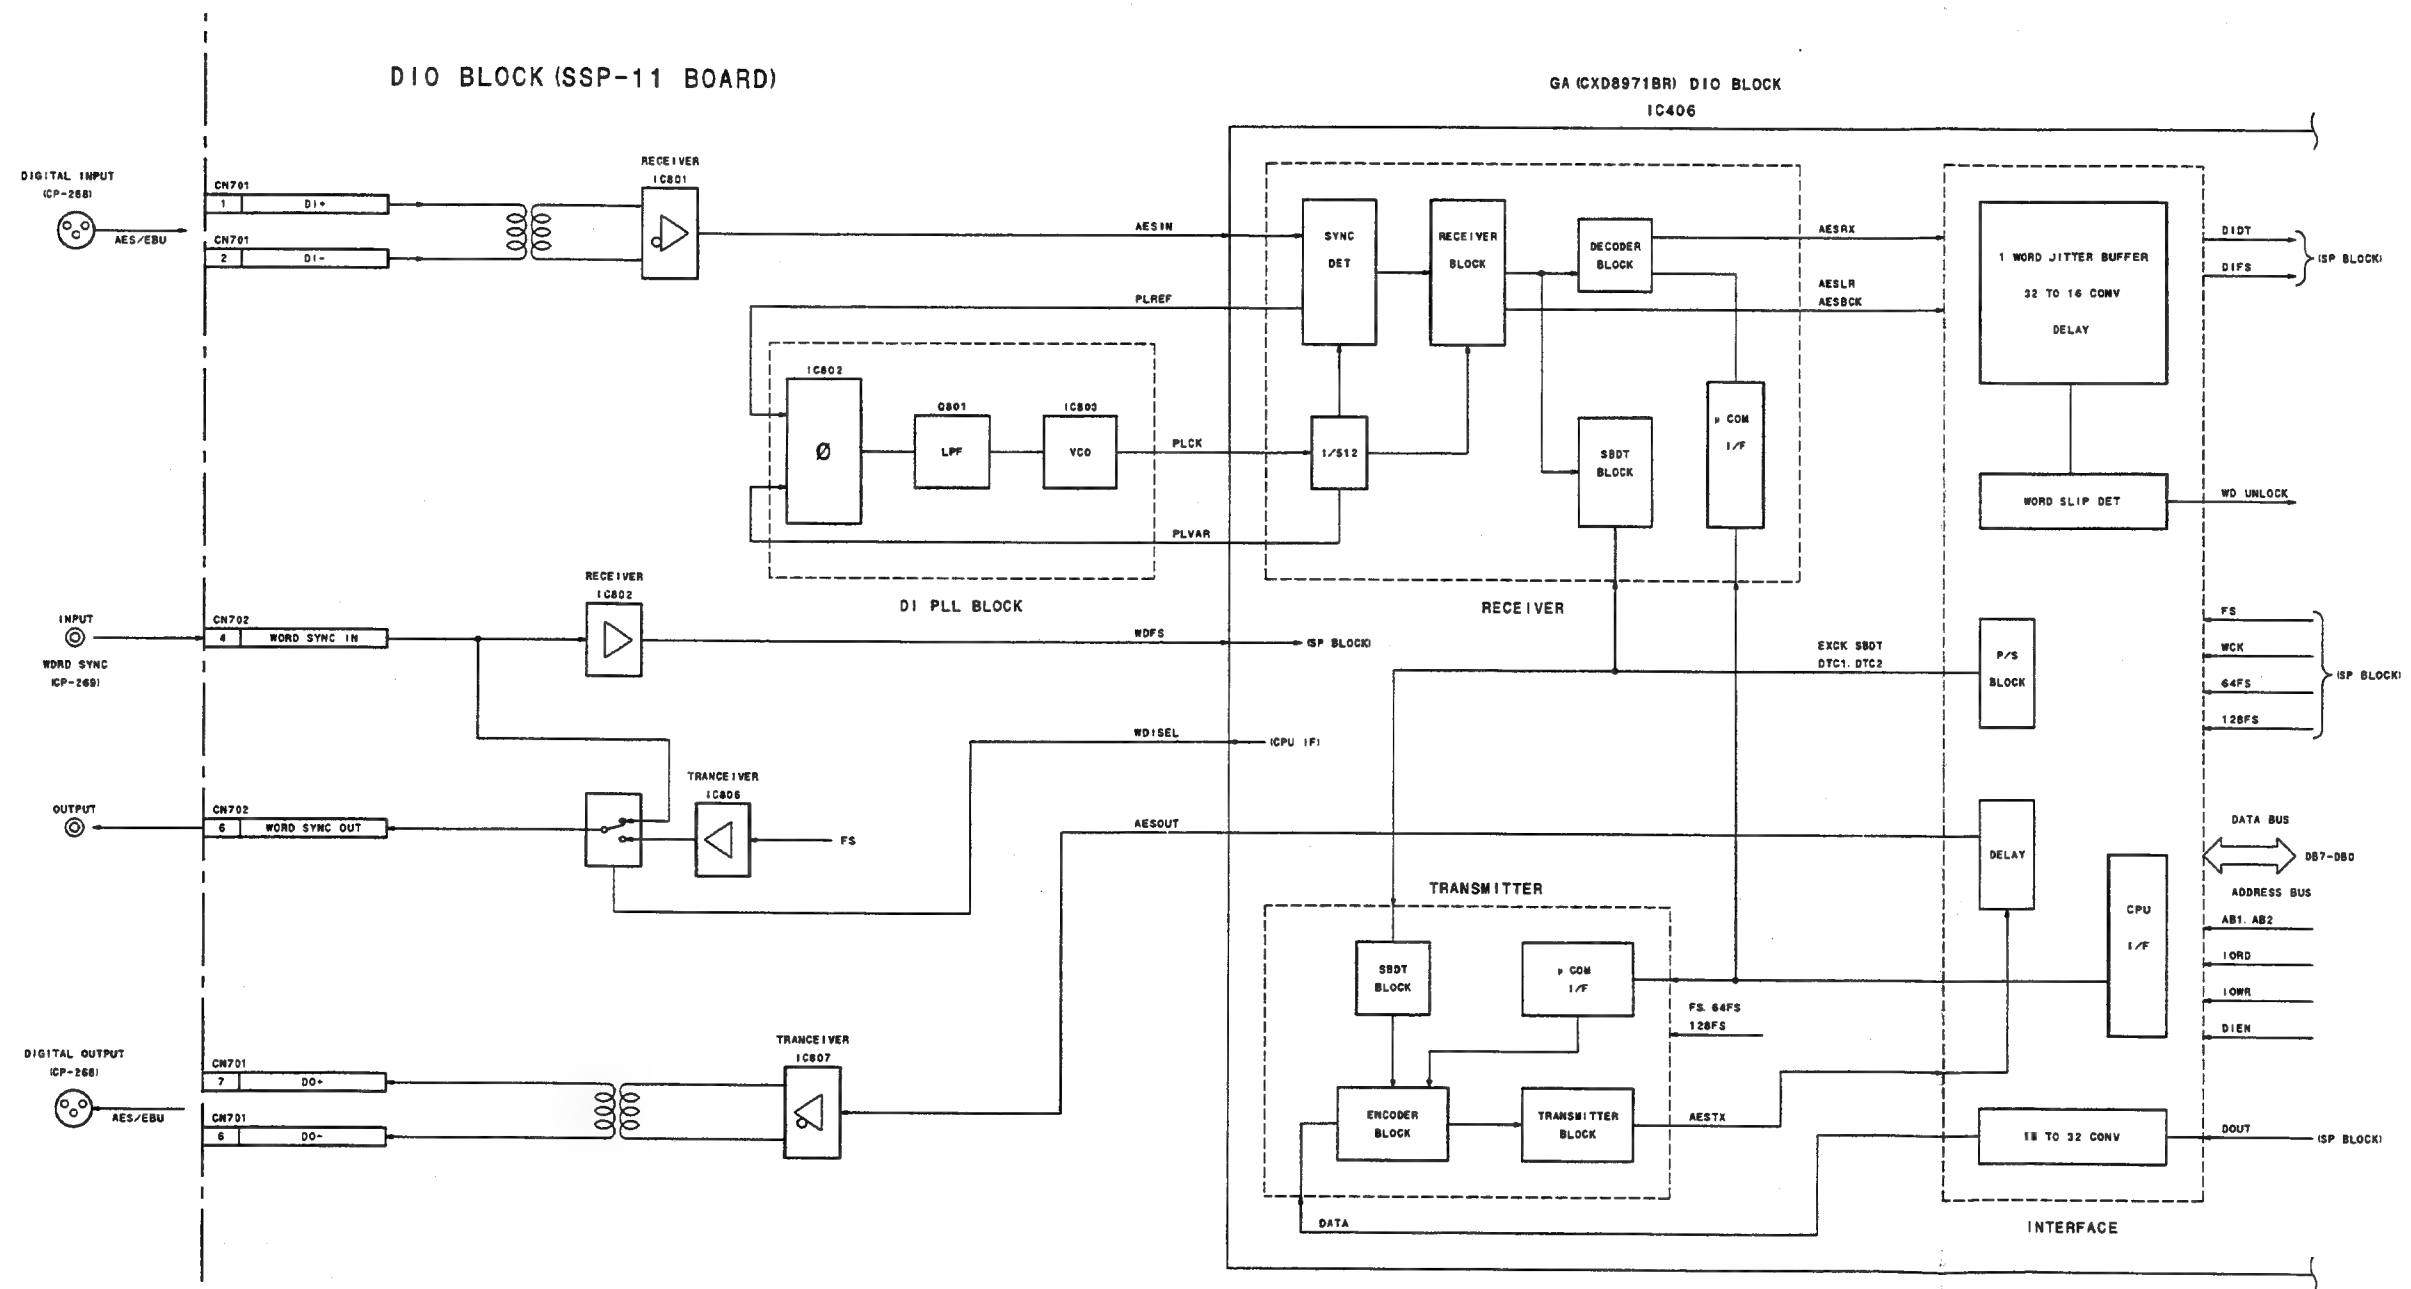 DIO BLOCK (SSP-11 BOARD)
GA (CXD8971BR) DIO BLOCK
IC406
DIGITAL INPUT
(CP-268)
AES/EBU
CN701
1 DI+
CN701
2 DI-
RECEIVER
IC801
AESIN
PLREF
SYNC
DET
RECEIVER
BLOCK
DECODER
BLOCK
AESRX
AESLR
AESBCK
1 WORD JITTER BUFFER
32 TO 16 CONV
DELAY
DIDT
DIFS
(SP BLOCK)
IC802
Ø
Q801
LPF
IC803
VCO
PLCK
1/512
SBDT
BLOCK
μ COM
I/F
WORD SLIP DET
WD UNLOCK
PLVAR
DI PLL BLOCK
RECEIVER
INPUT
WORD SYNC
(CP-269)
CN702
4 WORD SYNC IN
RECEIVER
IC802
WDFS
(SP BLOCK)
EXCK SBDT
DTC1. DTC2
P/S
BLOCK
FS
WCK
64FS
128FS
(SP BLOCK)
WDISEL
(CPU IF)
OUTPUT
CN702
6 WORD SYNC OUT
TRANCEIVER
IC806
FS
AESOUT
DELAY
DATA BUS
DB7-DB0
ADDRESS BUS
AB1. AB2
IORD
IOWR
DIEN
CPU
I/F
TRANSMITTER
SBDT
BLOCK
μ COM
I/F
FS. 64FS
128FS
DIGITAL OUTPUT
(CP-268)
AES/EBU
CN701
7 DO+
CN701
6 DO-
TRANCEIVER
IC807
ENCODER
BLOCK
TRANSMITTER
BLOCK
AESTX
TO 32 CONV
DOUT
(SP BLOCK)
DATA
INTERFACE